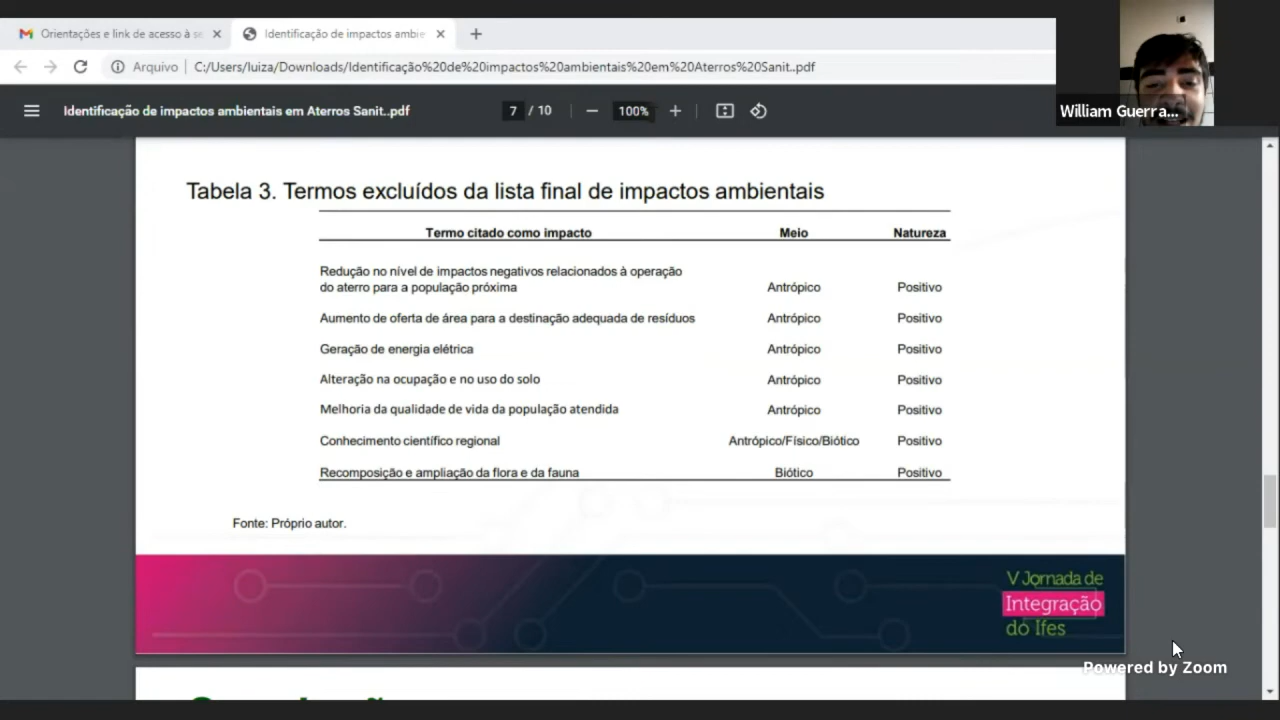 Orientações e link de acesso à se
Identificação de impactos ambie
William Guerra...
Arquivo
C:/Users/luiza/Downloads/Identificação%20de%20impactos%20ambientais%20em%20Aterros%20Sanit..pdf
Identificação de impactos ambientais em Aterros Sanit..pdf
7 / 10
100%
Tabela 3. Termos excluídos da lista final de impactos ambientais
Termo citado como impacto Meio Natureza
Redução no nível de impactos negativos relacionados à operação
do aterro para a população próxima Antrópico Positivo
Aumento de oferta de área para a destinação adequada de resíduos Antrópico Positivo
Geração de energia elétrica Antrópico Positivo
Alteração na ocupação e no uso do solo Antrópico Positivo
Melhoria da qualidade de vida da população atendida Antrópico Positivo
Conhecimento científico regional Antrópico/Físico/Biótico Positivo
Recomposição e ampliação da flora e da fauna Biótico Positivo
Fonte: Próprio autor.
V Jornada de
Integração
do Ifes
Powered by Zoom